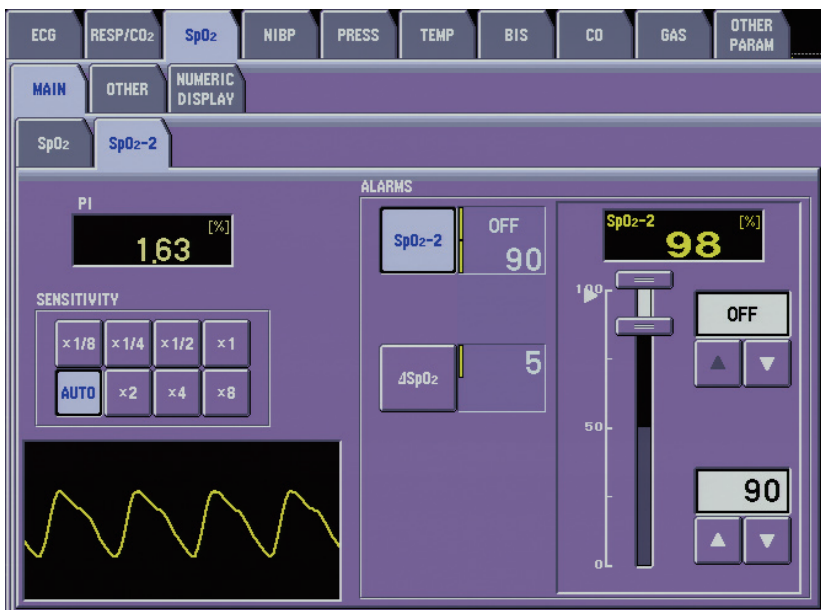 ECG RESP/CO₂ SpO₂ NIBP PRESS TEMP BIS CO GAS OTHER PARAM
MAIN OTHER NUMERIC DISPLAY
SpO₂ SpO₂-2
PI
[%]
1.63
SENSITIVITY
×1/8 ×1/4 ×1/2 ×1
AUTO ×2 ×4 ×8
ALARMS
SpO₂-2 OFF
90
ΔSpO₂ 5
SpO₂-2 [%]
98
100
50
0
OFF
90